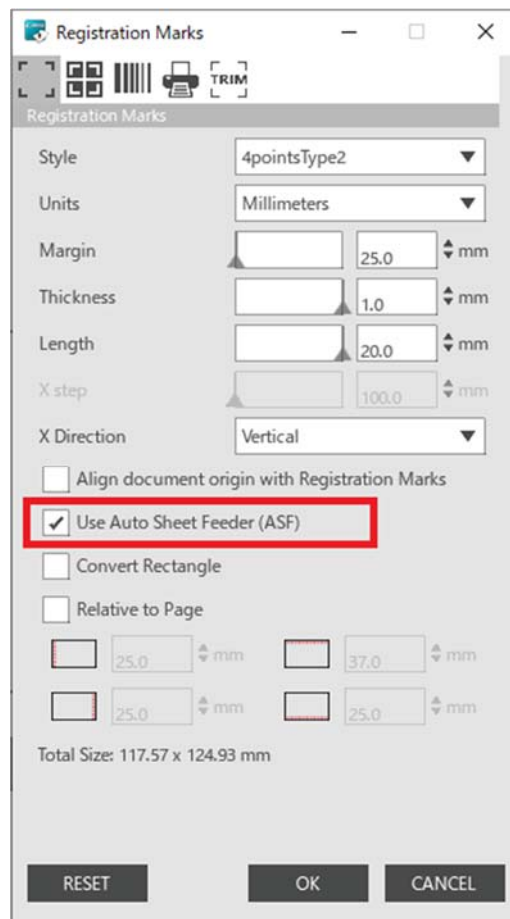 Registration Marks
TRIM
Registration Marks
Style 4pointsType2
Units Millimeters
Margin 25.0 mm
Thickness 1.0 mm
Length 20.0 mm
X step 100.0 mm
X Direction Vertical
Align document origin with Registration Marks
Use Auto Sheet Feeder (ASF)
Convert Rectangle
Relative to Page
25.0 mm 37.0 mm
25.0 mm 25.0 mm
Total Size: 117.57 x 124.93 mm
RESET OK CANCEL